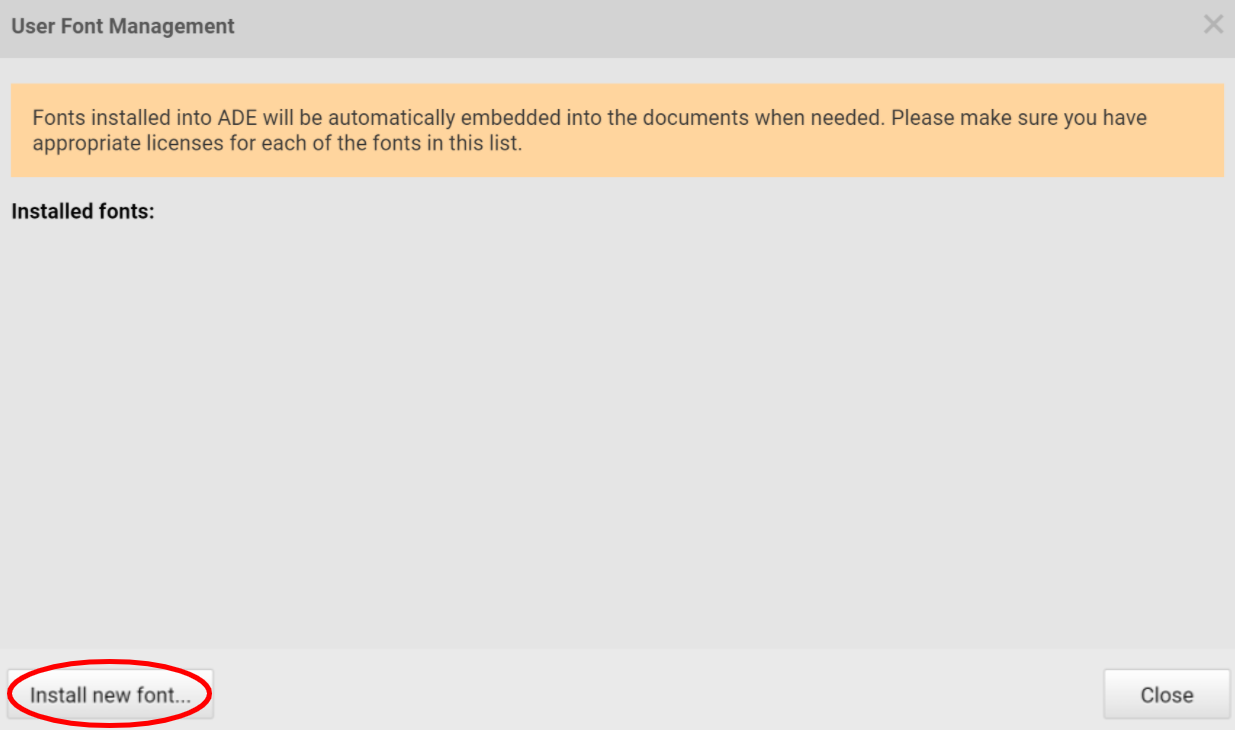 User Font Management
Fonts installed into ADE will be automatically embedded into the documents when needed. Please make sure you have
appropriate licenses for each of the fonts in this list.
Installed fonts:
Install new font...
Close